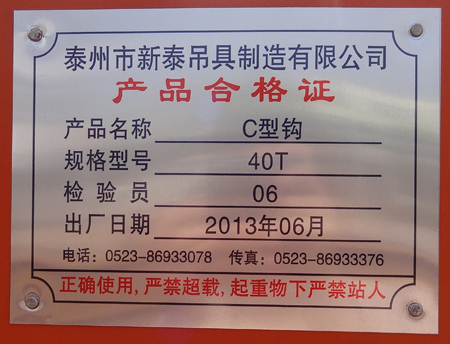 泰州市新泰吊具制造有限公司
产品合格证
产品名称 C型钩
规格型号 40T
检验员 06
出厂日期 2013年06月
电话:0523-86933078 传真:0523-86933376
正确使用,严禁超载,起重物下严禁站人